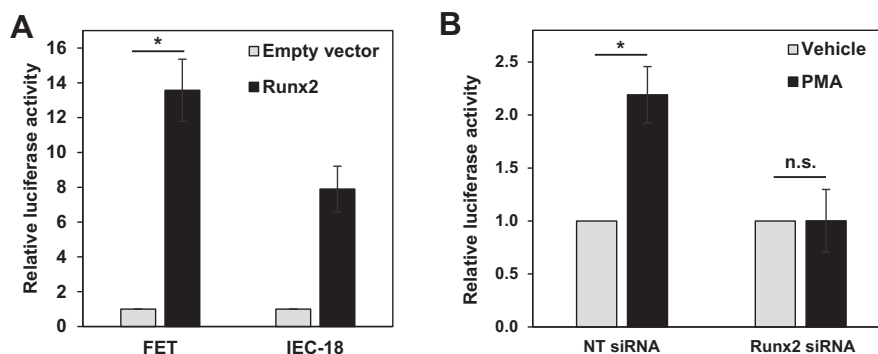 A
Relative luciferase activity
16
14
12
10
8
6
4
2
0
*
Empty vector
Runx2
FET IEC-18
B
Relative luciferase activity
2.5
2.0
1.5
1.0
0.5
0.0
*
n.s.
Vehicle
PMA
NT siRNA Runx2 siRNA